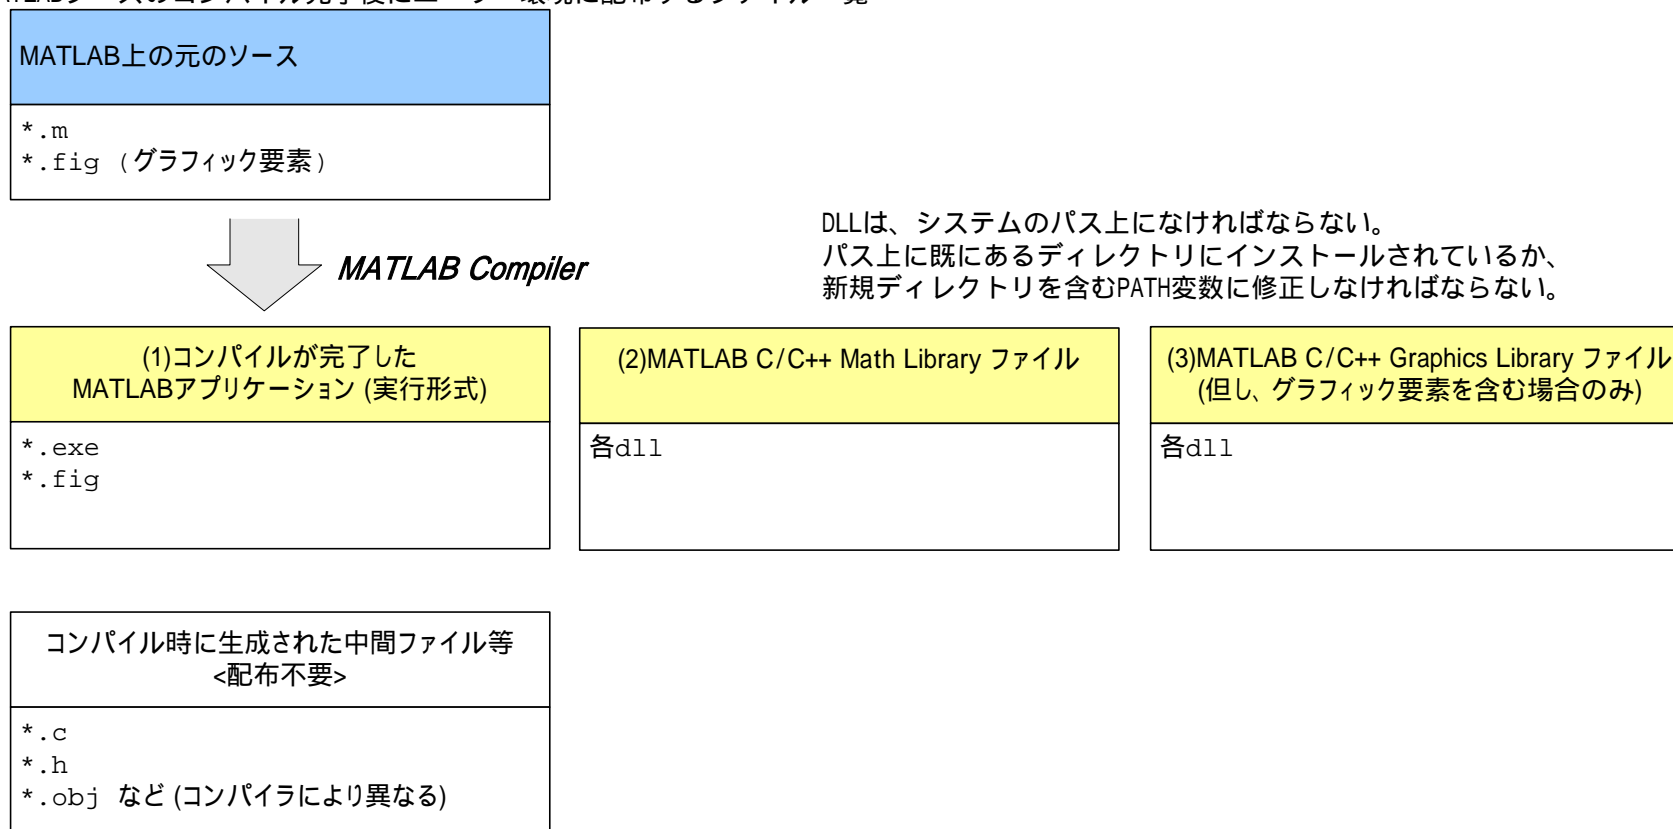 MATLAB上の元のソース
*.m
*.fig (グラフィック要素)
MATLAB Compiler
DLLは、システムのパス上になければならない。
パス上に既にあるディレクトリにインストールされているか、
新規ディレクトリを含むPATH変数に修正しなければならない。
(1)コンパイルが完了した
MATLABアプリケーション (実行形式)
*.exe
*.fig
(2)MATLAB C/C++ Math Library ファイル
各dll
(3)MATLAB C/C++ Graphics Library ファイル
(但し、グラフィック要素を含む場合のみ)
各dll
コンパイル時に生成された中間ファイル等
<配布不要>
*.c
*.h
*.obj など (コンパイラにより異なる)